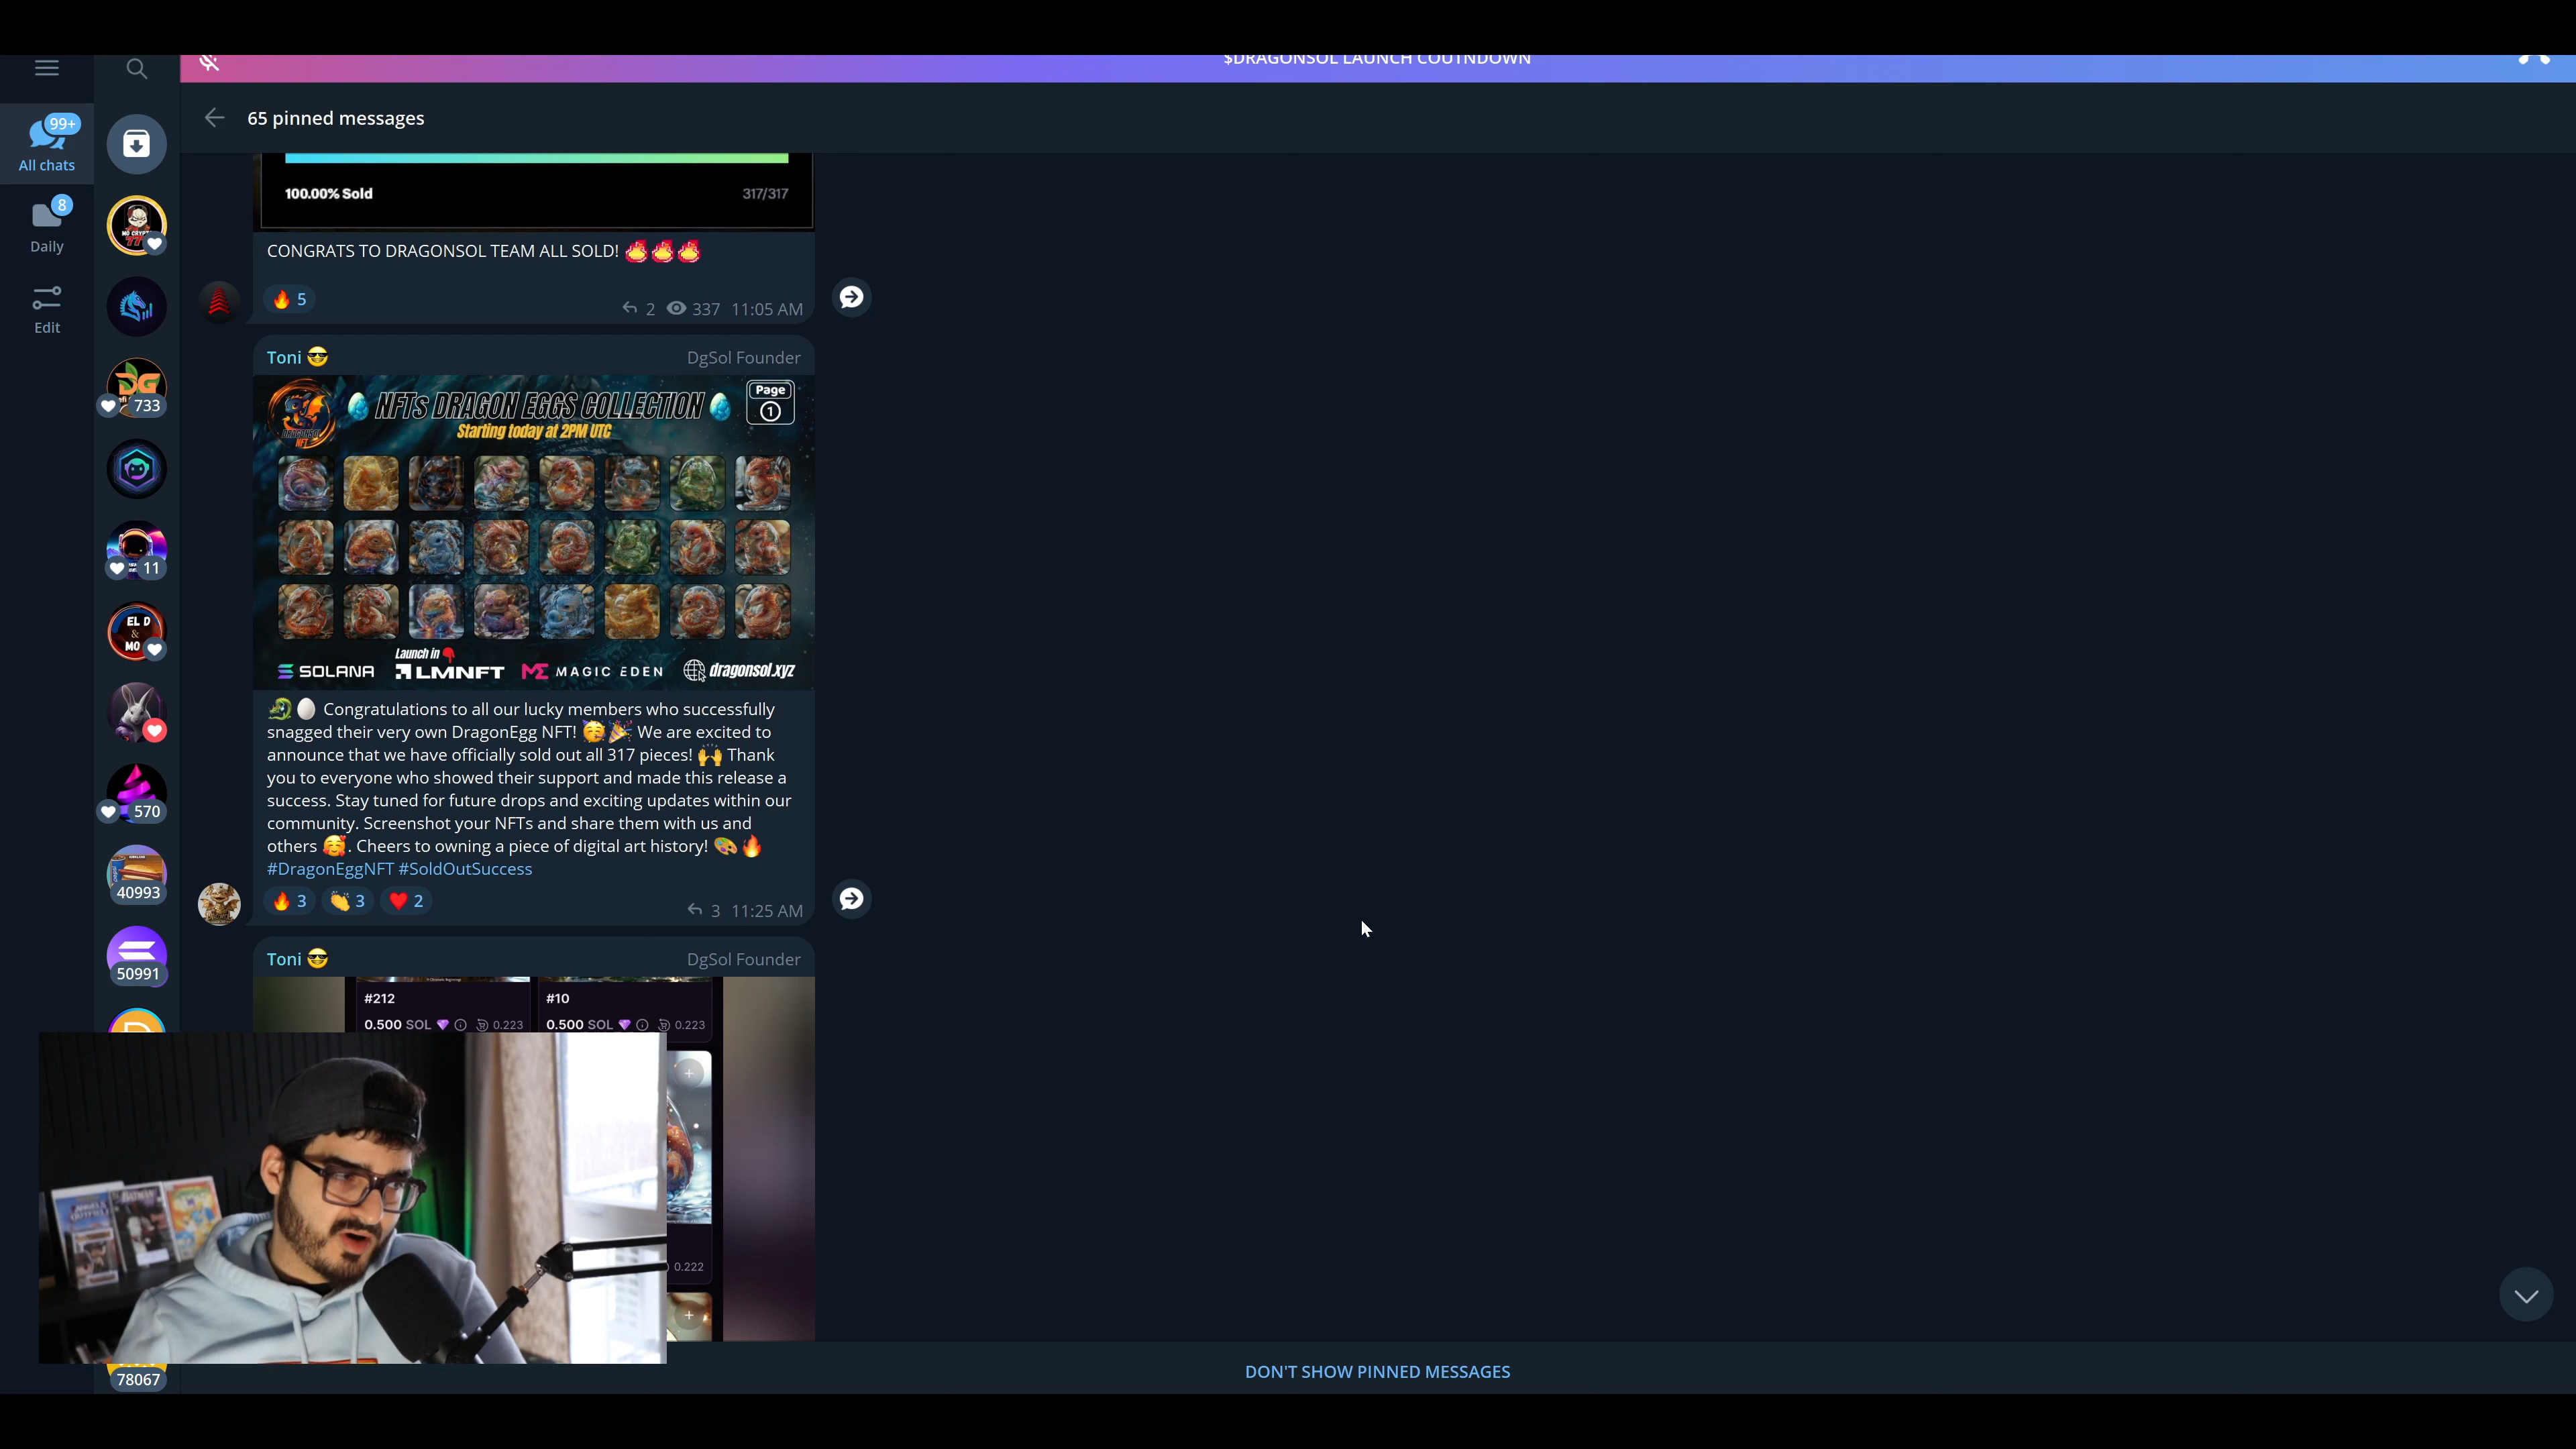 $DRAGONSOL LAUNCH COUTNDOWN
99+
All chats
8
Daily
Edit
733
11
EL D
&
MO
570
40993
50991
78067
65 pinned messages
100.00% Sold 317/317
CONGRATS TO DRAGONSOL TEAM ALL SOLD!
5 2 337 11:05 AM
Toni DgSol Founder
NFTs DRAGON EGGS COLLECTION
Page
1
Starting today at 2PM UTC
DRAGONSOL
NFT
Launch in
SOLANA LMNFT ME MAGIC EDEN dragonsol.xyz
Congratulations to all our lucky members who successfully
snagged their very own DragonEgg NFT! We are excited to
announce that we have officially sold out all 317 pieces! Thank
you to everyone who showed their support and made this release a
success. Stay tuned for future drops and exciting updates within our
community. Screenshot your NFTs and share them with us and
others . Cheers to owning a piece of digital art history!
#DragonEggNFT #SoldOutSuccess
3 3 2 3 11:25 AM
Toni DgSol Founder
#212 #10
0.500 SOL 0.223 0.500 SOL 0.223
0.222
DON'T SHOW PINNED MESSAGES